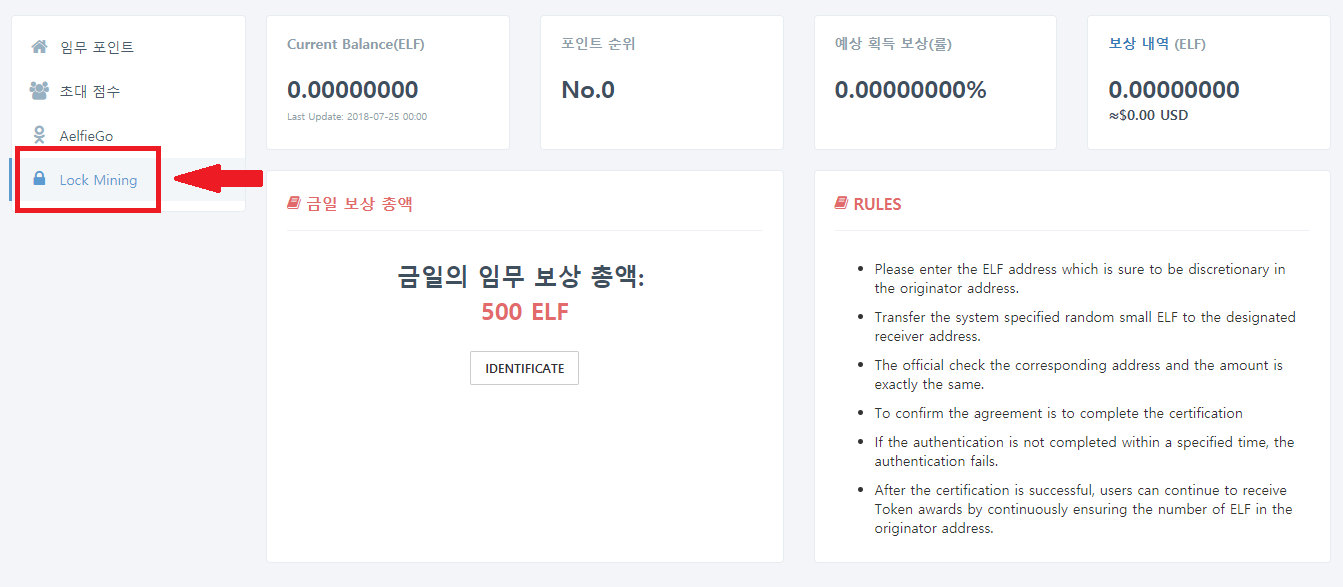 임무 포인트
초대 점수
AelfieGo
Lock Mining
Current Balance(ELF)
0.00000000
Last Update: 2018-07-25 00:00
포인트 순위
No.0
예상 획득 보상(률)
0.00000000%
보상 내역 (ELF)
0.00000000
≈$0.00 USD
금일 보상 총액
금일의 임무 보상 총액:
500 ELF
IDENTIFICATE
RULES
Please enter the ELF address which is sure to be discretionary in
the originator address.
Transfer the system specified random small ELF to the designated
receiver address.
The official check the corresponding address and the amount is
exactly the same.
To confirm the agreement is to complete the certification
If the authentication is not completed within a specified time, the
authentication fails.
After the certification is successful, users can continue to receive
Token awards by continuously ensuring the number of ELF in the
originator address.